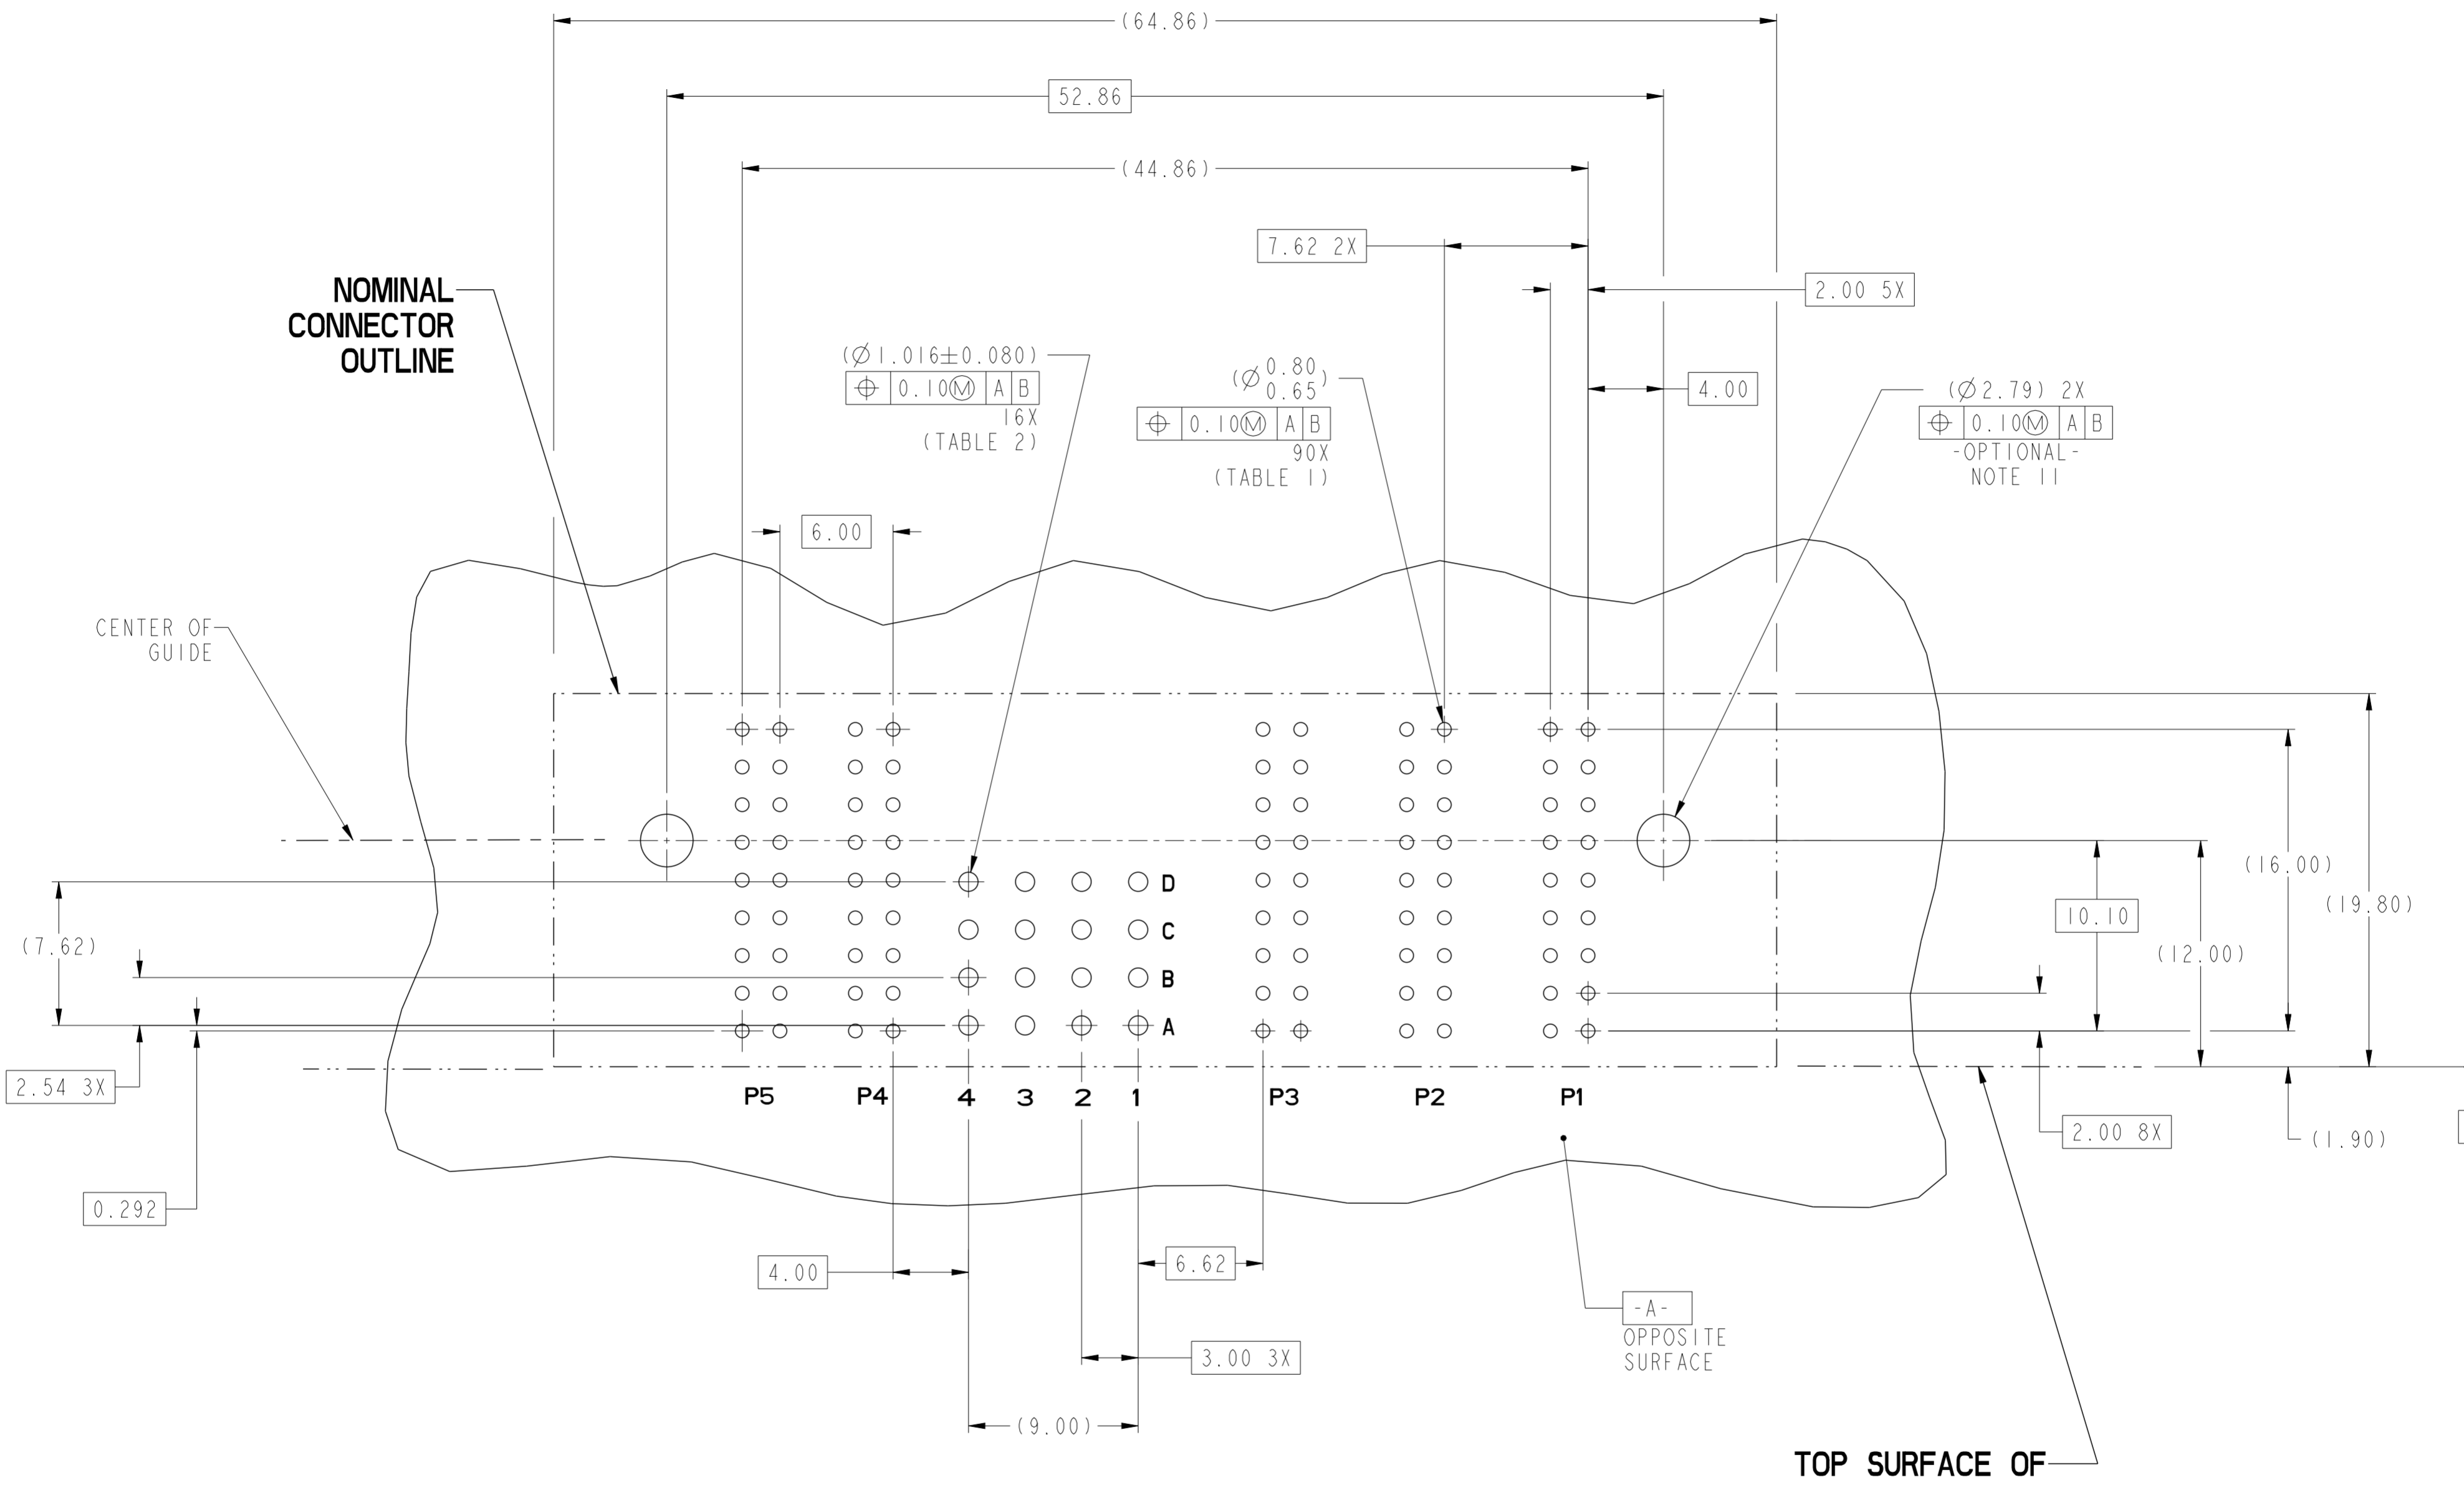 (64.86)
52.86
(44.86)
7.62 2X
2.00 5X
NOMINAL
CONNECTOR
OUTLINE
(Ø1.016±0.080)
⌖ 0.10Ⓜ A B
16X
(TABLE 2)
(Ø 0.80
0.65)
⌖ 0.10Ⓜ A B
90X
(TABLE 1)
4.00
(Ø2.79) 2X
⌖ 0.10Ⓜ A B
-OPTIONAL-
NOTE 11
6.00
CENTER OF
GUIDE
D
C
B
A
(7.62)
(16.00)
(19.80)
10.10
(12.00)
2.54 3X
P5 P4 4 3 2 1 P3 P2 P1
2.00 8X
(1.90)
0.292
4.00
6.62
-A-
OPPOSITE
SURFACE
3.00 3X
(9.00)
TOP SURFACE OF